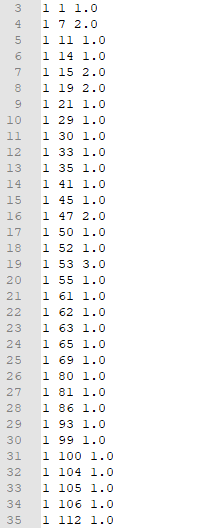 3 1 1 1.0
4 1 7 2.0
5 1 11 1.0
6 1 14 1.0
7 1 15 2.0
8 1 19 2.0
9 1 21 1.0
10 1 29 1.0
11 1 30 1.0
12 1 33 1.0
13 1 35 1.0
14 1 41 1.0
15 1 45 1.0
16 1 47 2.0
17 1 50 1.0
18 1 52 1.0
19 1 53 3.0
20 1 55 1.0
21 1 61 1.0
22 1 62 1.0
23 1 63 1.0
24 1 65 1.0
25 1 69 1.0
26 1 80 1.0
27 1 81 1.0
28 1 86 1.0
29 1 93 1.0
30 1 99 1.0
31 1 100 1.0
32 1 104 1.0
33 1 105 1.0
34 1 106 1.0
35 1 112 1.0